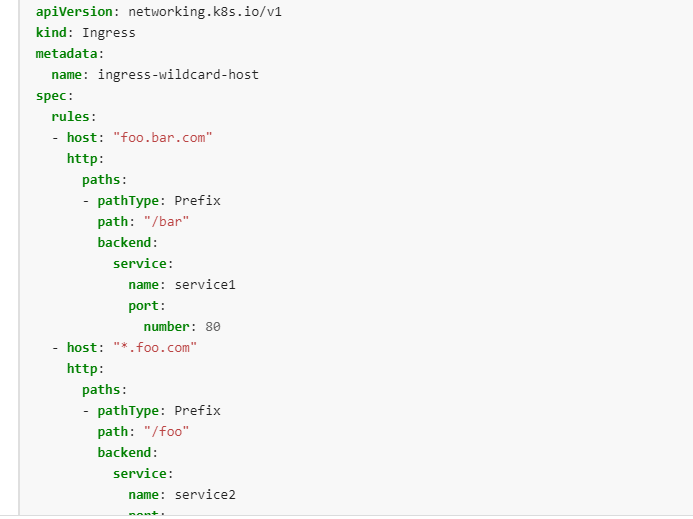 apiVersion: networking.k8s.io/v1
kind: Ingress
metadata:
  name: ingress-wildcard-host
spec:
  rules:
  - host: "foo.bar.com"
    http:
      paths:
      - pathType: Prefix
        path: "/bar"
        backend:
          service:
            name: service1
            port:
              number: 80
  - host: "*.foo.com"
    http:
      paths:
      - pathType: Prefix
        path: "/foo"
        backend:
          service:
            name: service2
            port: